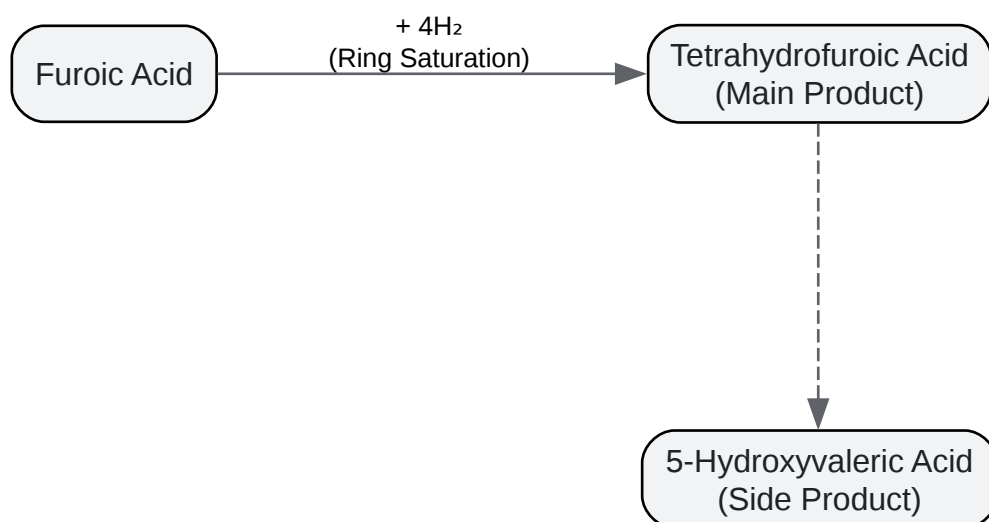 + 4H₂
(Ring Saturation)
Furoic Acid
Tetrahydrofuroic Acid
(Main Product)
5-Hydroxyvaleric Acid
(Side Product)